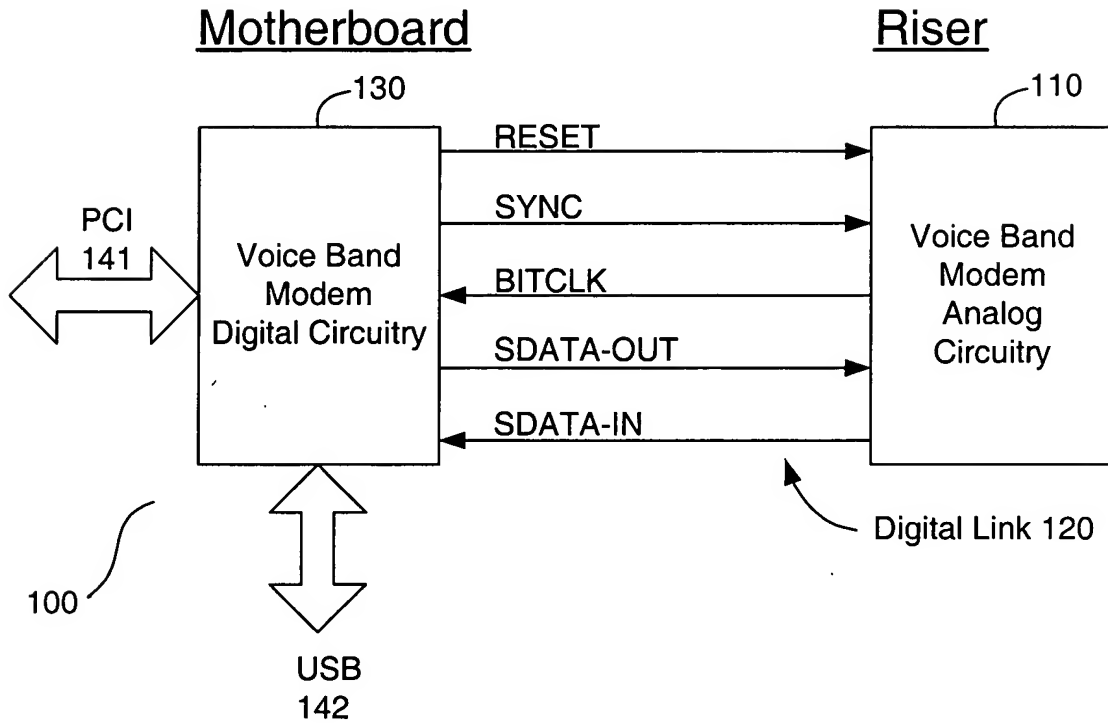 Motherboard
Riser
130
110
RESET
SYNC
BITCLK
SDATA-OUT
SDATA-IN
PCI
141
Voice Band
Modem
Digital Circuitry
Voice Band
Modem
Analog
Circuitry
Digital Link 120
100
USB
142